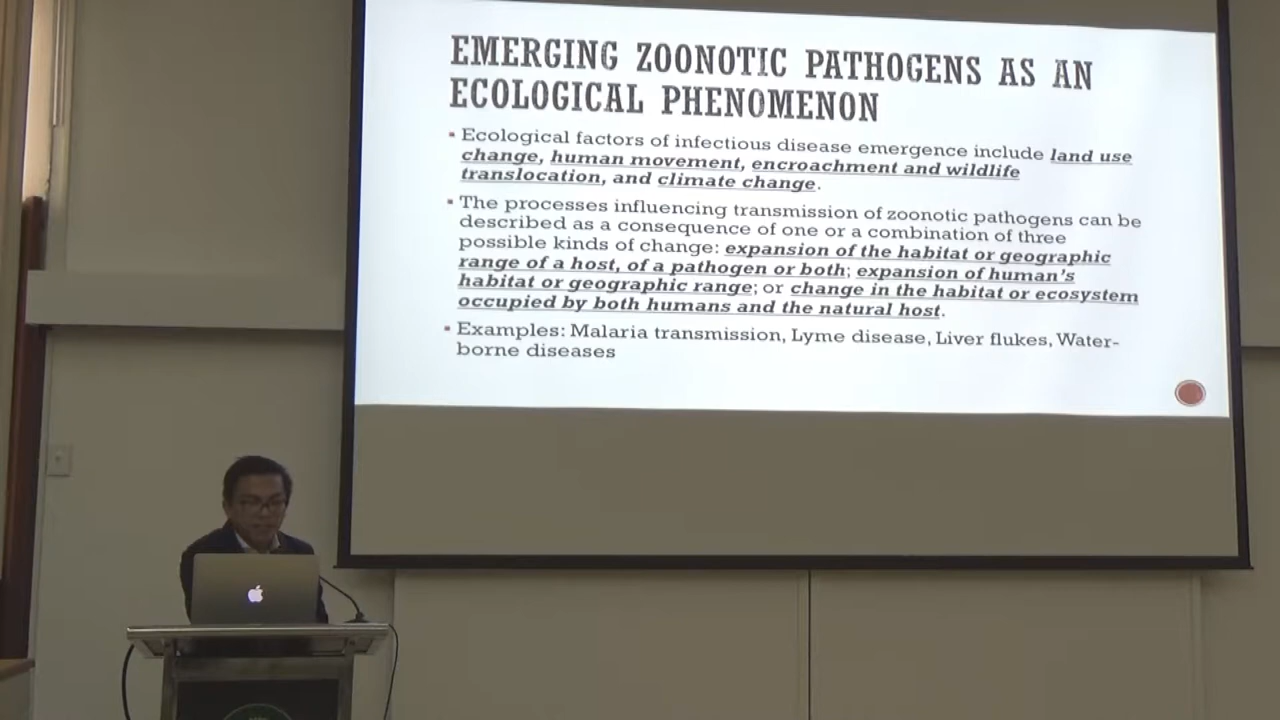 EMERGING ZOONOTIC PATHOGENS AS AN
ECOLOGICAL PHENOMENON
▪ Ecological factors of infectious disease emergence include land use
change, human movement, encroachment and wildlife
translocation, and climate change.
▪ The processes influencing transmission of zoonotic pathogens can be
described as a consequence of one or a combination of three
possible kinds of change: expansion of the habitat or geographic
range of a host, of a pathogen or both; expansion of human's
habitat or geographic range; or change in the habitat or ecosystem
occupied by both humans and the natural host.
▪ Examples: Malaria transmission, Lyme disease, Liver flukes, Water-
borne diseases